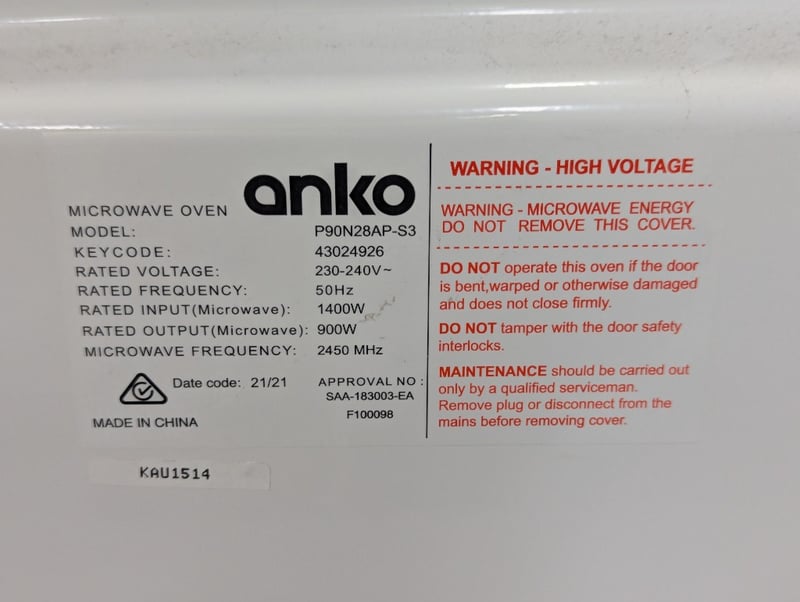 anko
MICROWAVE OVEN
MODEL: P90N28AP-S3
KEYCODE: 43024926
RATED VOLTAGE: 230-240V~
RATED FREQUENCY: 50Hz
RATED INPUT(Microwave): 1400W
RATED OUTPUT(Microwave): 900W
MICROWAVE FREQUENCY: 2450 MHz
Date code: 21/21
APPROVAL NO :
SAA-183003-EA
F100098
MADE IN CHINA
KAU1514
WARNING - HIGH VOLTAGE
WARNING - MICROWAVE ENERGY
DO NOT REMOVE THIS COVER.
DO NOT operate this oven if the door
is bent,warped or otherwise damaged
and does not close firmly.
DO NOT tamper with the door safety
interlocks.
MAINTENANCE should be carried out
only by a qualified serviceman.
Remove plug or disconnect from the
mains before removing cover.